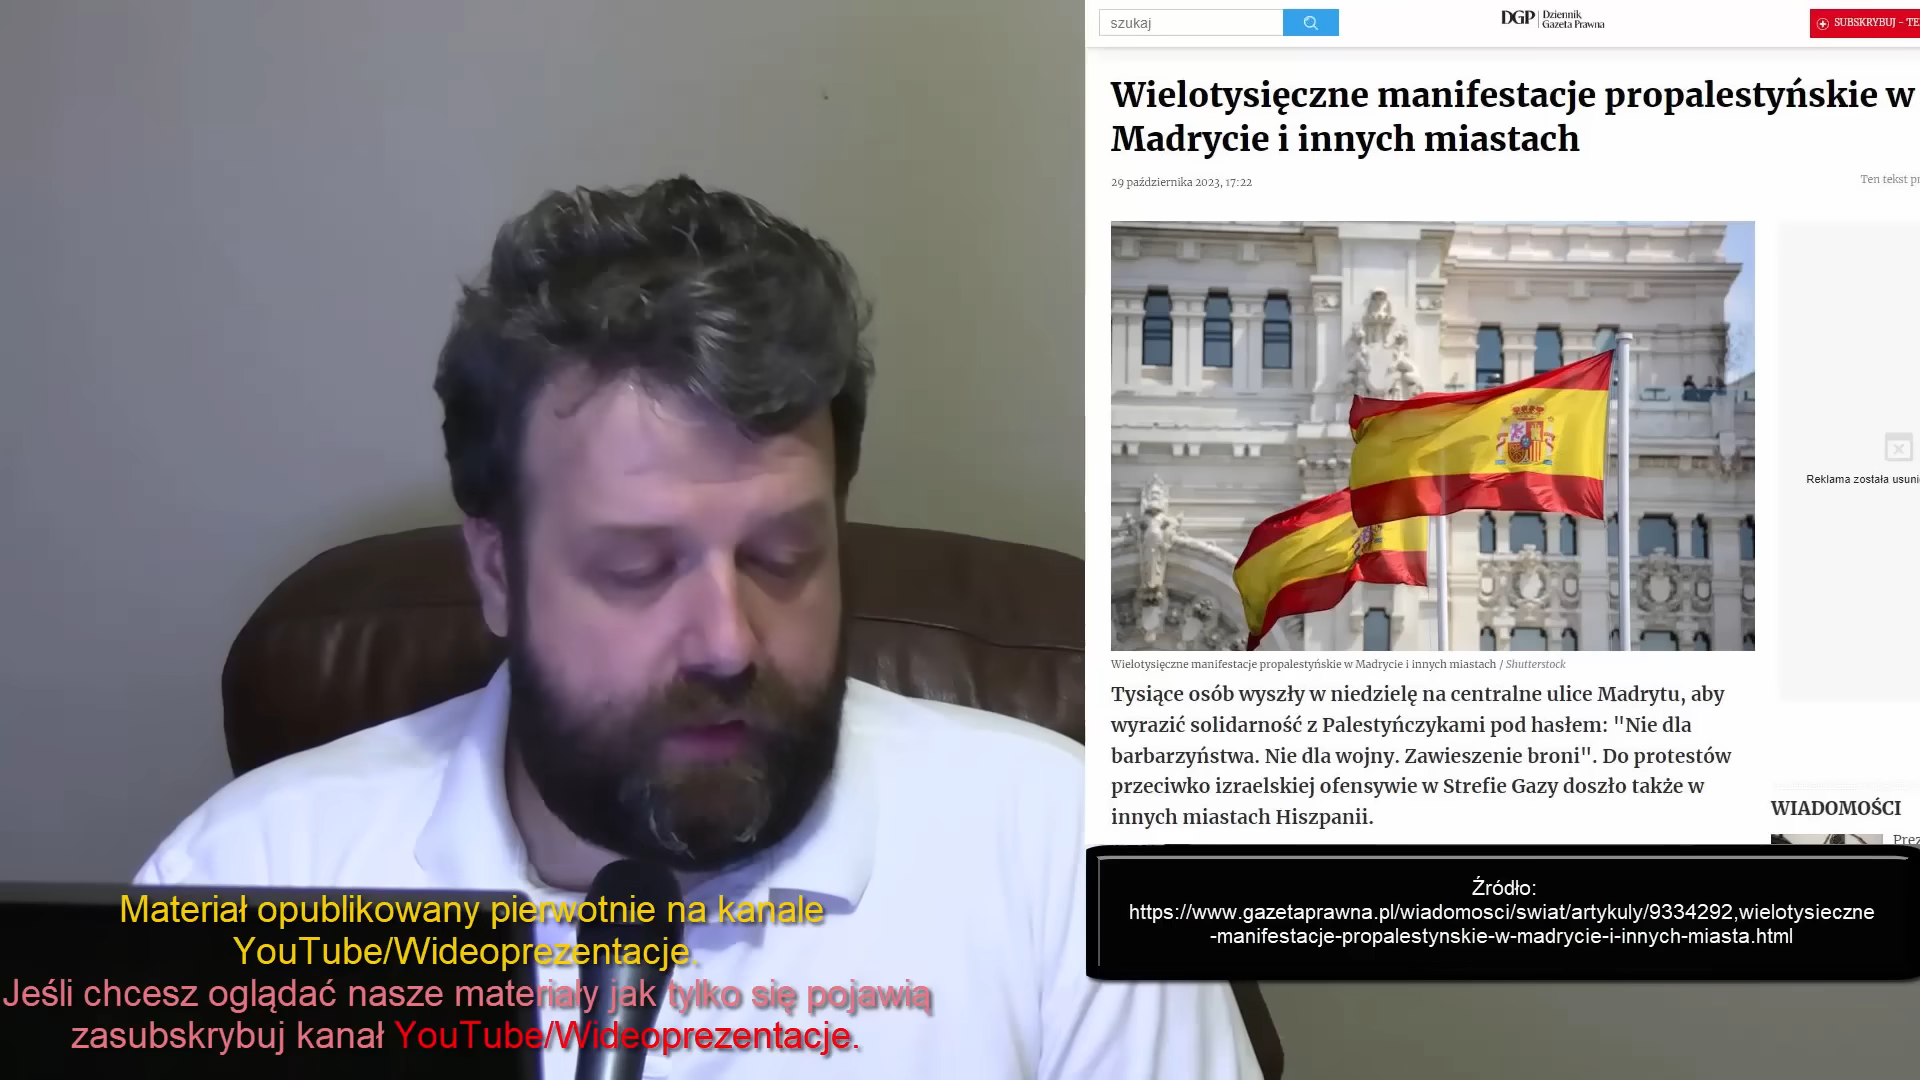 szukaj
DGP Dziennik
Gazeta Prawna
SUBSKRYBUJ - TE
Wielotysięczne manifestacje propalestyńskie w
Madrycie i innych miastach
29 października 2023, 17:22
Ten tekst pr
Wielotysięczne manifestacje propalestyńskie w Madrycie i innych miastach / Shutterstock
Reklama została usuni
Tysiące osób wyszły w niedzielę na centralne ulice Madrytu, aby
wyrazić solidarność z Palestyńczykami pod hasłem: "Nie dla
barbarzyństwa. Nie dla wojny. Zawieszenie broni". Do protestów
przeciwko izraelskiej ofensywie w Strefie Gazy doszło także w
innych miastach Hiszpanii.
WIADOMOŚCI
Prez
Źródło:
https://www.gazetaprawna.pl/wiadomosci/swiat/artykuly/9334292,wielotysieczne
-manifestacje-propalestynskie-w-madrycie-i-innych-miasta.html
Materiał opublikowany pierwotnie na kanale
YouTube/Wideoprezentacje.
Jeśli chcesz oglądać nasze materiały jak tylko się pojawią
zasubskrybuj kanał YouTube/Wideoprezentacje.